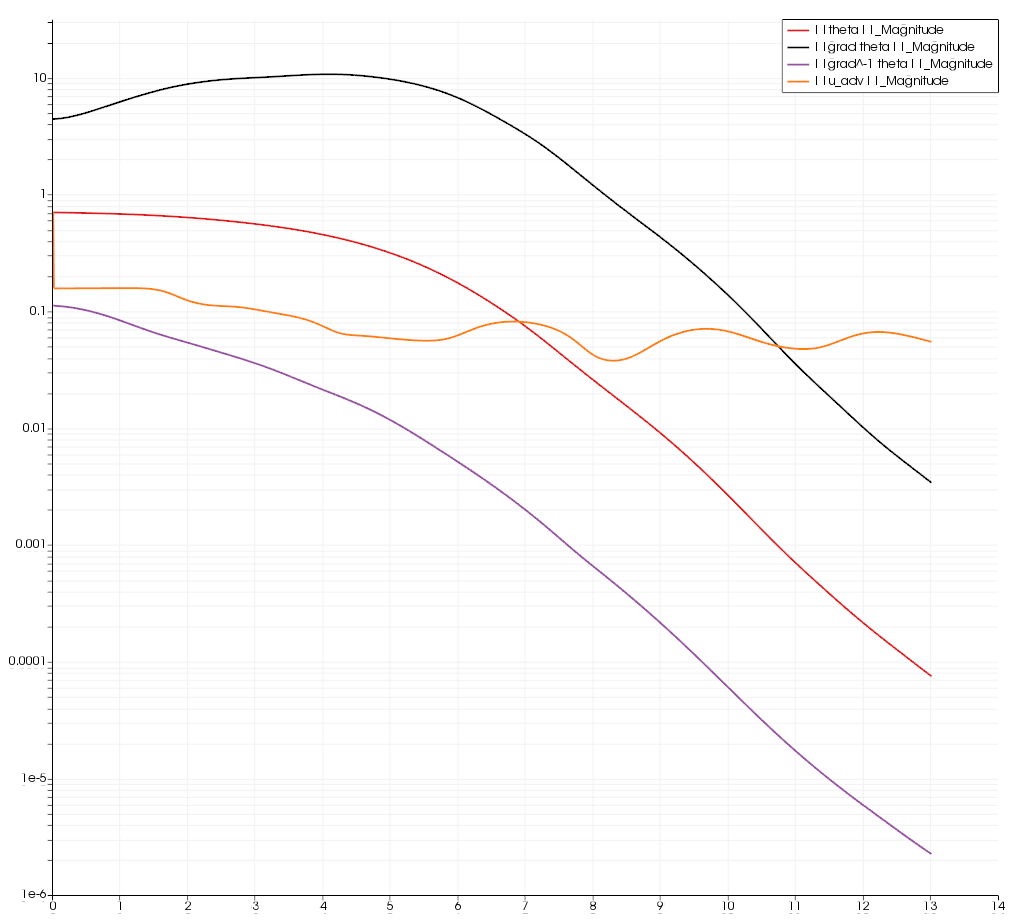 ||theta||_Magnitude
||grad theta||_Magnitude
||grad^-1 theta||_Magnitude
||u_adv||_Magnitude
10
1
0.1
0.01
0.001
0.0001
1e-5
1e-6
0 1 2 3 4 5 6 7 8 9 10 11 12 13 14